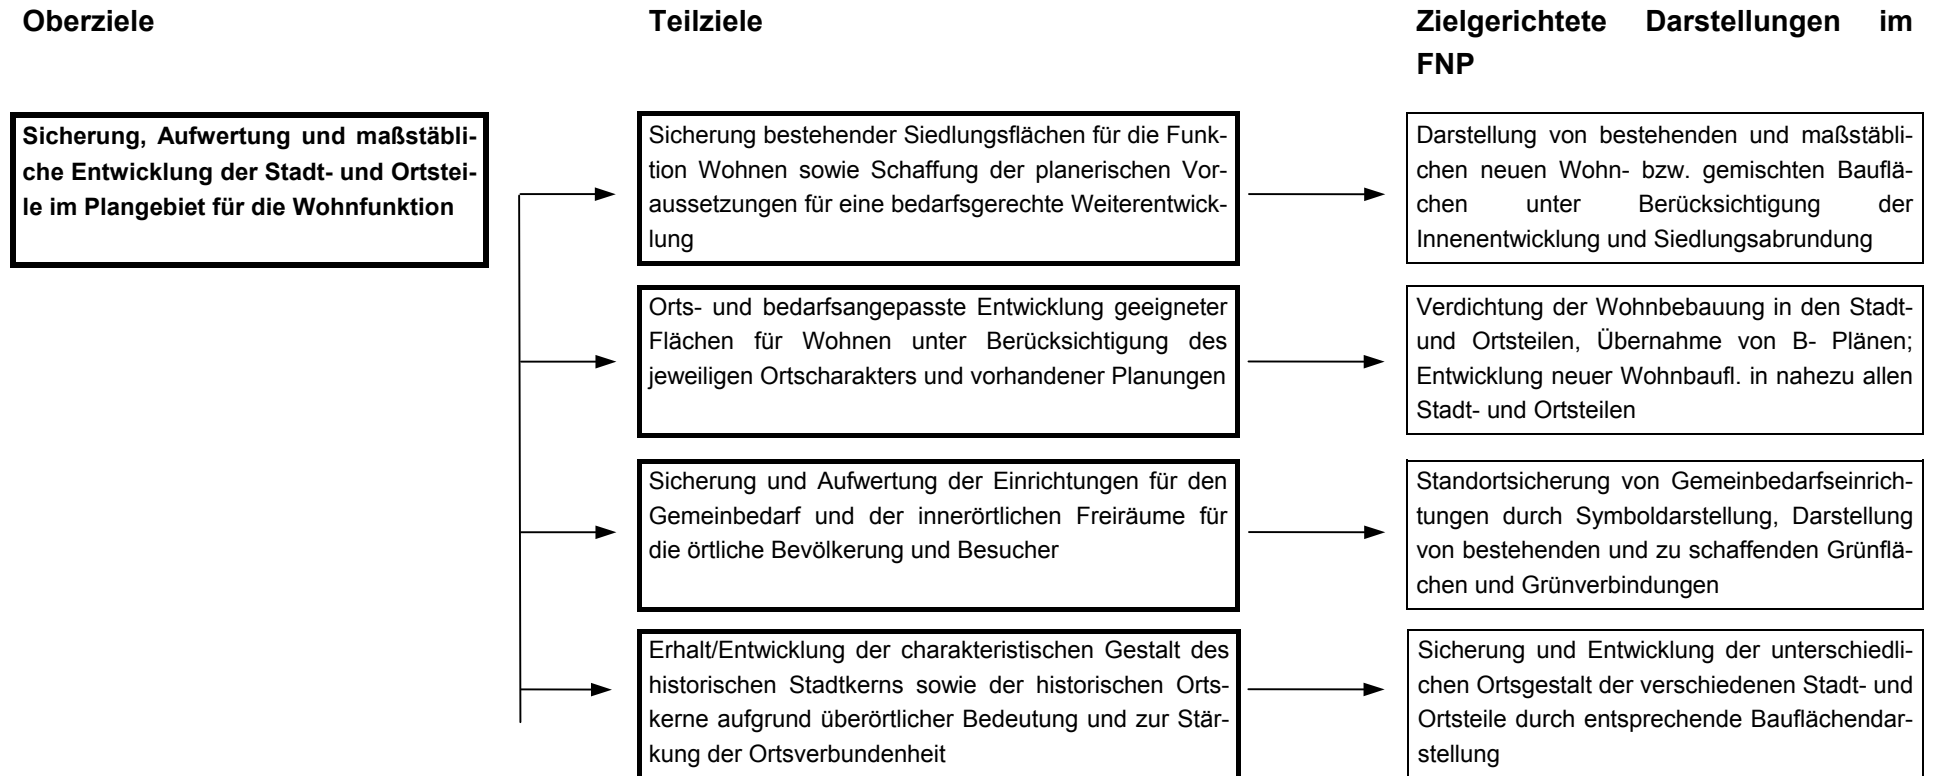 Oberziele
Teilziele
Zielgerichtete Darstellungen im
FNP
Sicherung, Aufwertung und maßstäbli-
che Entwicklung der Stadt- und Ortstei-
le im Plangebiet für die Wohnfunktion
Sicherung bestehender Siedlungsflächen für die Funk-
tion Wohnen sowie Schaffung der planerischen Vor-
aussetzungen für eine bedarfsgerechte Weiterentwick-
lung
Darstellung von bestehenden und maßstäbli-
chen neuen Wohn- bzw. gemischten Bauflä-
chen unter Berücksichtigung der
Innenentwicklung und Siedlungsabrundung
Orts- und bedarfsangepasste Entwicklung geeigneter
Flächen für Wohnen unter Berücksichtigung des
jeweiligen Ortscharakters und vorhandener Planungen
Verdichtung der Wohnbebauung in den Stadt-
und Ortsteilen, Übernahme von B- Plänen;
Entwicklung neuer Wohnbaufl. in nahezu allen
Stadt- und Ortsteilen
Sicherung und Aufwertung der Einrichtungen für den
Gemeinbedarf und der innerörtlichen Freiräume für
die örtliche Bevölkerung und Besucher
Standortsicherung von Gemeinbedarfseinrich-
tungen durch Symboldarstellung, Darstellung
von bestehenden und zu schaffenden Grünflä-
chen und Grünverbindungen
Erhalt/Entwicklung der charakteristischen Gestalt des
historischen Stadtkerns sowie der historischen Orts-
kerne aufgrund überörtlicher Bedeutung und zur Stär-
kung der Ortsverbundenheit
Sicherung und Entwicklung der unterschiedli-
chen Ortsgestalt der verschiedenen Stadt- und
Ortsteile durch entsprechende Bauflächendar-
stellung